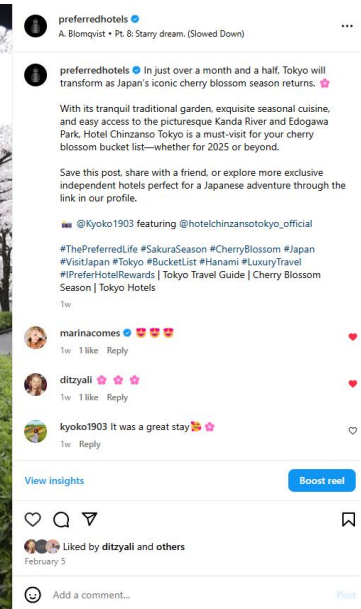 preferredhotels
A. Blomqvist • Pt. 8: Starry dream. (Slowed Down)
preferredhotels In just over a month and a half, Tokyo will
transform as Japan's iconic cherry blossom season returns. 🌸
With its tranquil traditional garden, exquisite seasonal cuisine,
and easy access to the picturesque Kanda River and Edogawa
Park, Hotel Chinzanso Tokyo is a must-visit for your cherry
blossom bucket list—whether for 2025 or beyond.
Save this post, share with a friend, or explore more exclusive
independent hotels perfect for a Japanese adventure through the
link in our profile.
📸 @Kyoko1903 featuring @hotelchinzansotokyo_official
#ThePreferredLife #SakuraSeason #CherryBlossom #Japan
#VisitJapan #Tokyo #BucketList #Hanami #LuxuryTravel
#IPreferHotelRewards | Tokyo Travel Guide | Cherry Blossom
Season | Tokyo Hotels
1w
marinacomes 😍😍😍
1w 1 like Reply
ditzyali 🌸 🌸 🌸
1w 1 like Reply
kyoko1903 It was a great stay🥰🌸
1w Reply
View insights
Boost reel
Liked by ditzyali and others
February 5
Add a comment...
Post